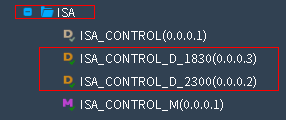 ISA
ISA_CONTROL(0.0.0.1)
ISA_CONTROL_D_1830(0.0.0.3)
ISA_CONTROL_D_2300(0.0.0.2)
ISA_CONTROL_M(0.0.0.1)